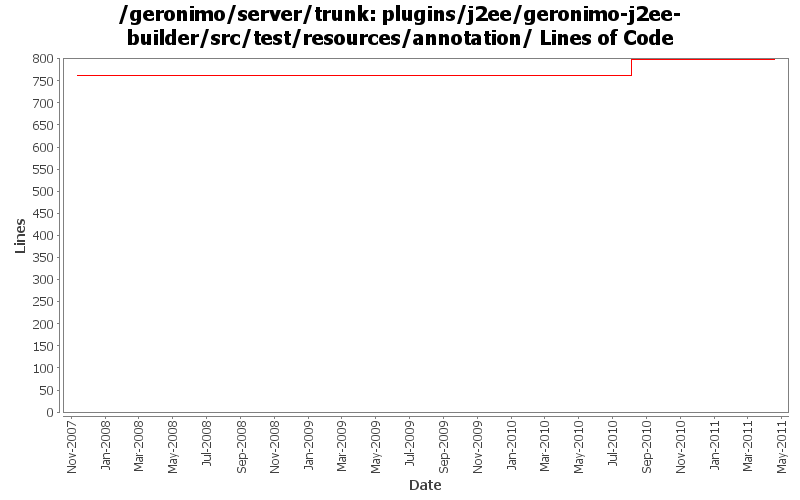 /geronimo/server/trunk: plugins/j2ee/geronimo-j2ee-
builder/src/test/resources/annotation/ Lines of Code
Lines
800
750
700
650
600
550
500
450
400
350
300
250
200
150
100
50
0
Nov-2007
Jan-2008
Mar-2008
May-2008
Jul-2008
Sep-2008
Nov-2008
Jan-2009
Mar-2009
May-2009
Jul-2009
Sep-2009
Nov-2009
Jan-2010
Mar-2010
May-2010
Jul-2010
Sep-2010
Nov-2010
Jan-2011
Mar-2011
May-2011
Date